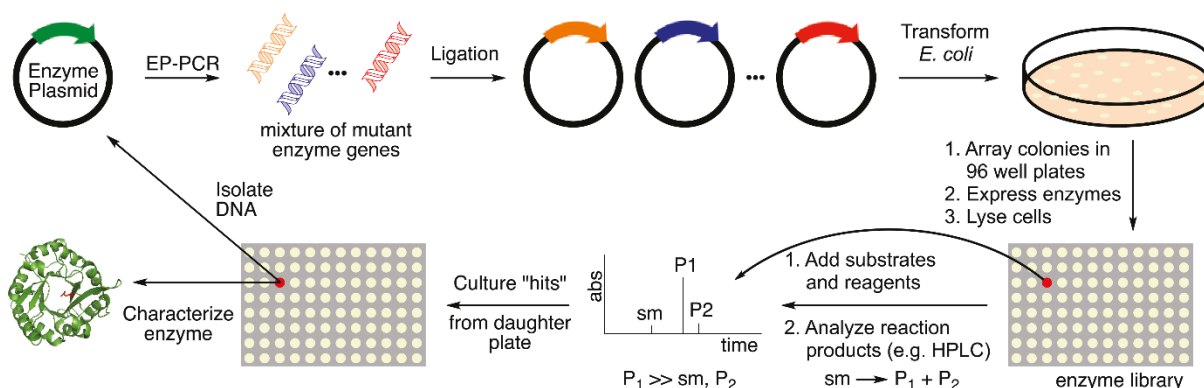 Enzyme
Plasmid
EP-PCR
mixture of mutant
enzyme genes
Ligation
Transform
E. coli
1. Array colonies in
96 well plates
2. Express enzymes
3. Lyse cells
enzyme library
1. Add substrates
and reagents
2. Analyze reaction
products (e.g. HPLC)
sm → P1 + P2
abs
sm
P1
P2
time
P1 >> sm, P2
Culture "hits"
from daughter
plate
Isolate
DNA
Characterize
enzyme